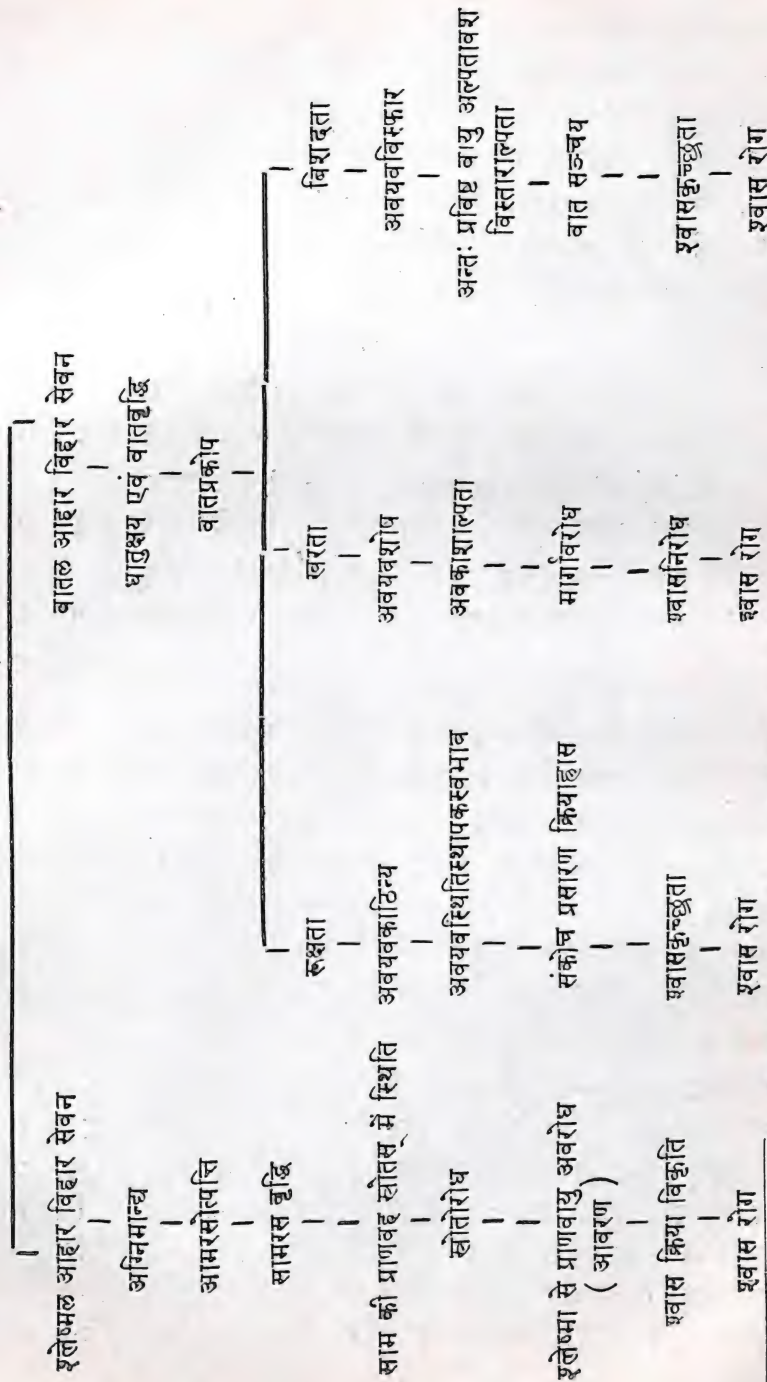 श्लेष्मल आहार विहार सेवन
अग्निमान्द्य
आमरसोत्पत्ति
सामरस वृद्धि
साम की प्राणवह स्रोतस् में स्थिति
स्रोतोरोध
श्लेष्मा से प्राणवायु अवरोध
( आवरण )
श्वास क्रिया विकृति
श्वास रोग
वातल आहार विहार सेवन
धातुक्षय एवं वातवृद्धि
वातप्रकोप
रूक्षता
अवयवकाठिन्य
अवयवस्थितिस्थापकस्वभाव
संकोच प्रसारण क्रियाह्रास
श्वासकृच्छ्रता
श्वास रोग
खरता
अवयवशोष
अवकाशाल्पता
मार्गावरोध
श्वासनिरोध
श्वास रोग
विशदता
अवयवविस्फार
अन्तः प्रविष्ट वायु अल्पतावश
विस्ताराल्पता
वात सञ्चय
श्वासकृच्छ्रता
श्वास रोग